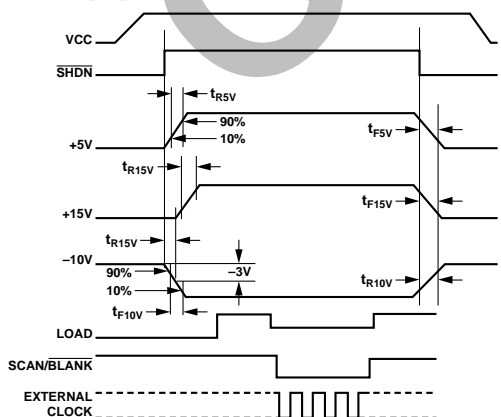 VCC
SHDN
tR5V
90%
10%
+5V
tF5V
tR15V
+15V
tF15V
tR15V
–10V
90%
–3V
10%
tR10V
tF10V
LOAD
SCAN/BLANK
EXTERNAL
CLOCK